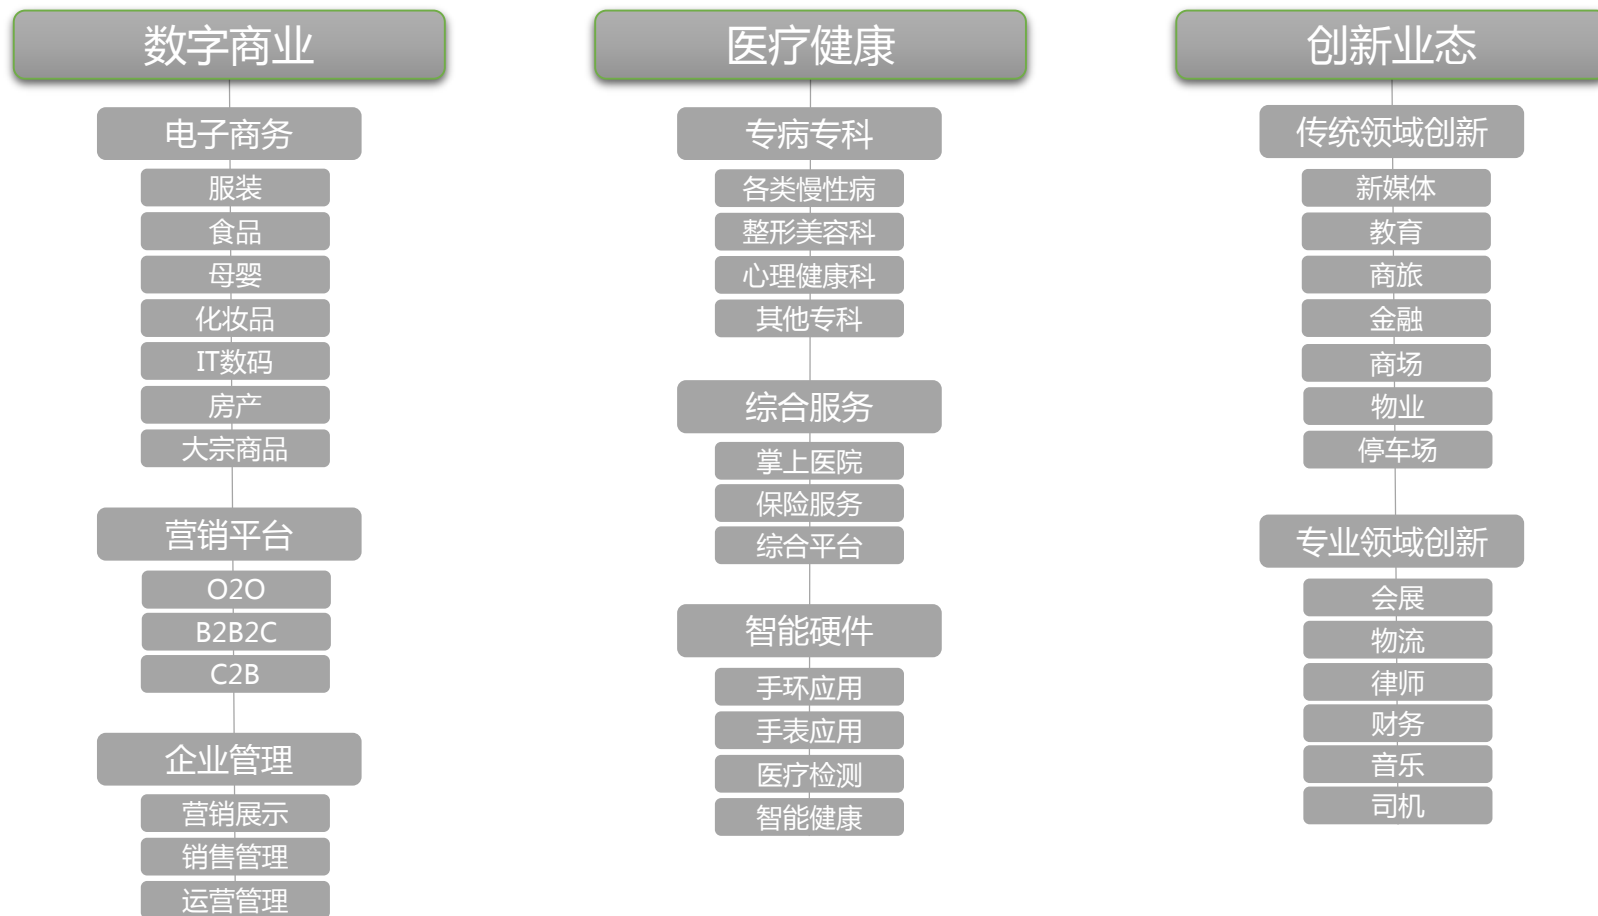 数字商业
电子商务
服装
食品
母婴
化妆品
IT数码
房产
大宗商品
营销平台
O2O
B2B2C
C2B
企业管理
营销展示
销售管理
运营管理
医疗健康
专病专科
各类慢性病
整形美容科
心理健康科
其他专科
综合服务
掌上医院
保险服务
综合平台
智能硬件
手环应用
手表应用
医疗检测
智能健康
创新业态
传统领域创新
新媒体
教育
商旅
金融
商场
物业
停车场
专业领域创新
会展
物流
律师
财务
音乐
司机